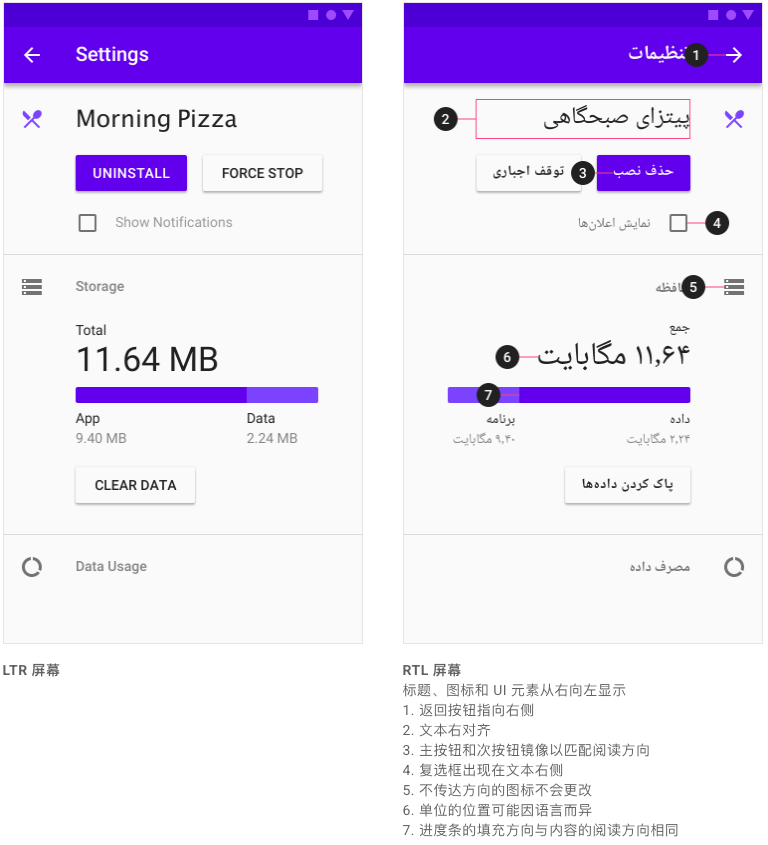 Settings
Morning Pizza
UNINSTALL FORCE STOP
Show Notifications
Storage
Total
11.64 MB
App Data
9.40 MB 2.24 MB
CLEAR DATA
Data Usage
LTR 屏幕
1
2 پیتزای صبحگاهی
حذف نصب 3 توقف اجباری
4 نمایش اعلان‌ها
5
جمع
۱۱,۶۴ مگابایت 6
7
داده برنامه
۲,۲۴ مگابایت ۹,۴۰ مگابایت
پاک کردن داده‌ها
مصرف داده
RTL 屏幕
标题、图标和 UI 元素从右向左显示
1. 返回按钮指向右侧
2. 文本右对齐
3. 主按钮和次按钮镜像以匹配阅读方向
4. 复选框出现在文本右侧
5. 不传达方向的图标不会更改
6. 单位的位置可能因语言而异
7. 进度条的填充方向与内容的阅读方向相同